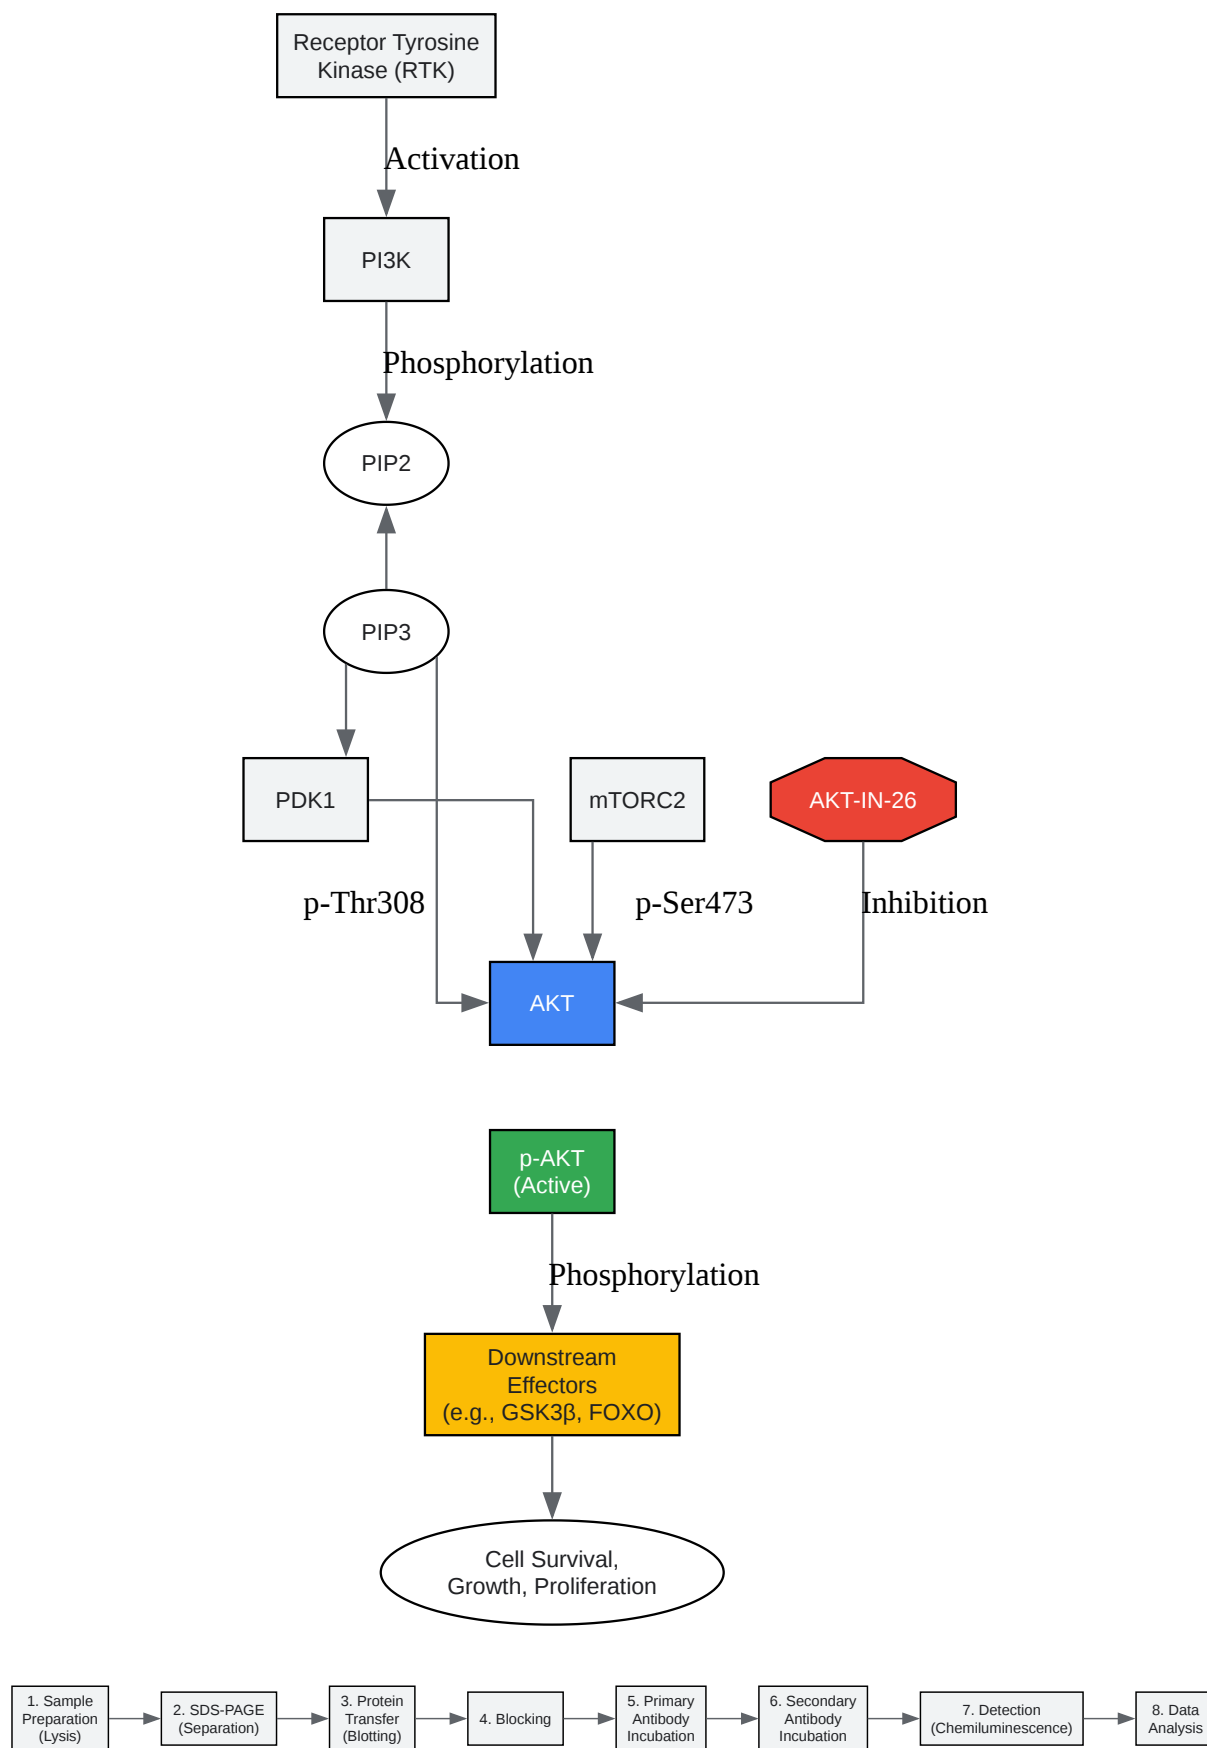 Receptor Tyrosine
Kinase (RTK)
Activation
PI3K
Phosphorylation
PIP2
PIP3
PDK1
mTORC2
AKT-IN-26
p-Thr308
p-Ser473
Inhibition
AKT
p-AKT
(Active)
Phosphorylation
Downstream
Effectors
(e.g., GSK3β, FOXO)
Cell Survival,
Growth, Proliferation
1. Sample
Preparation
(Lysis)
2. SDS-PAGE
(Separation)
3. Protein
Transfer
(Blotting)
4. Blocking
5. Primary
Antibody
Incubation
6. Secondary
Antibody
Incubation
7. Detection
(Chemiluminescence)
8. Data
Analysis